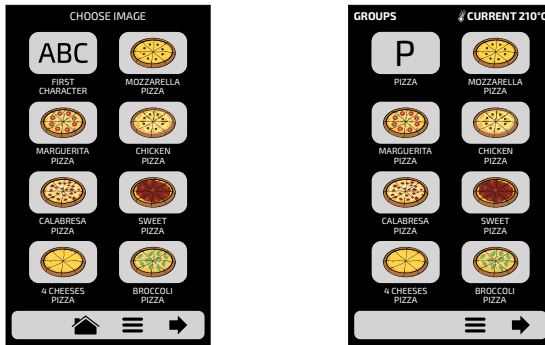 CHOOSE IMAGE
ABC
FIRST
CHARACTER
MOZZARELLA
PIZZA
MARGUERITA
PIZZA
CHICKEN
PIZZA
CALABRESA
PIZZA
SWEET
PIZZA
4 CHEESES
PIZZA
BROCCOLI
PIZZA
GROUPS
CURRENT 210°C
P
PIZZA
MOZZARELLA
PIZZA
MARGUERITA
PIZZA
CHICKEN
PIZZA
CALABRESA
PIZZA
SWEET
PIZZA
4 CHEESES
PIZZA
BROCCOLI
PIZZA